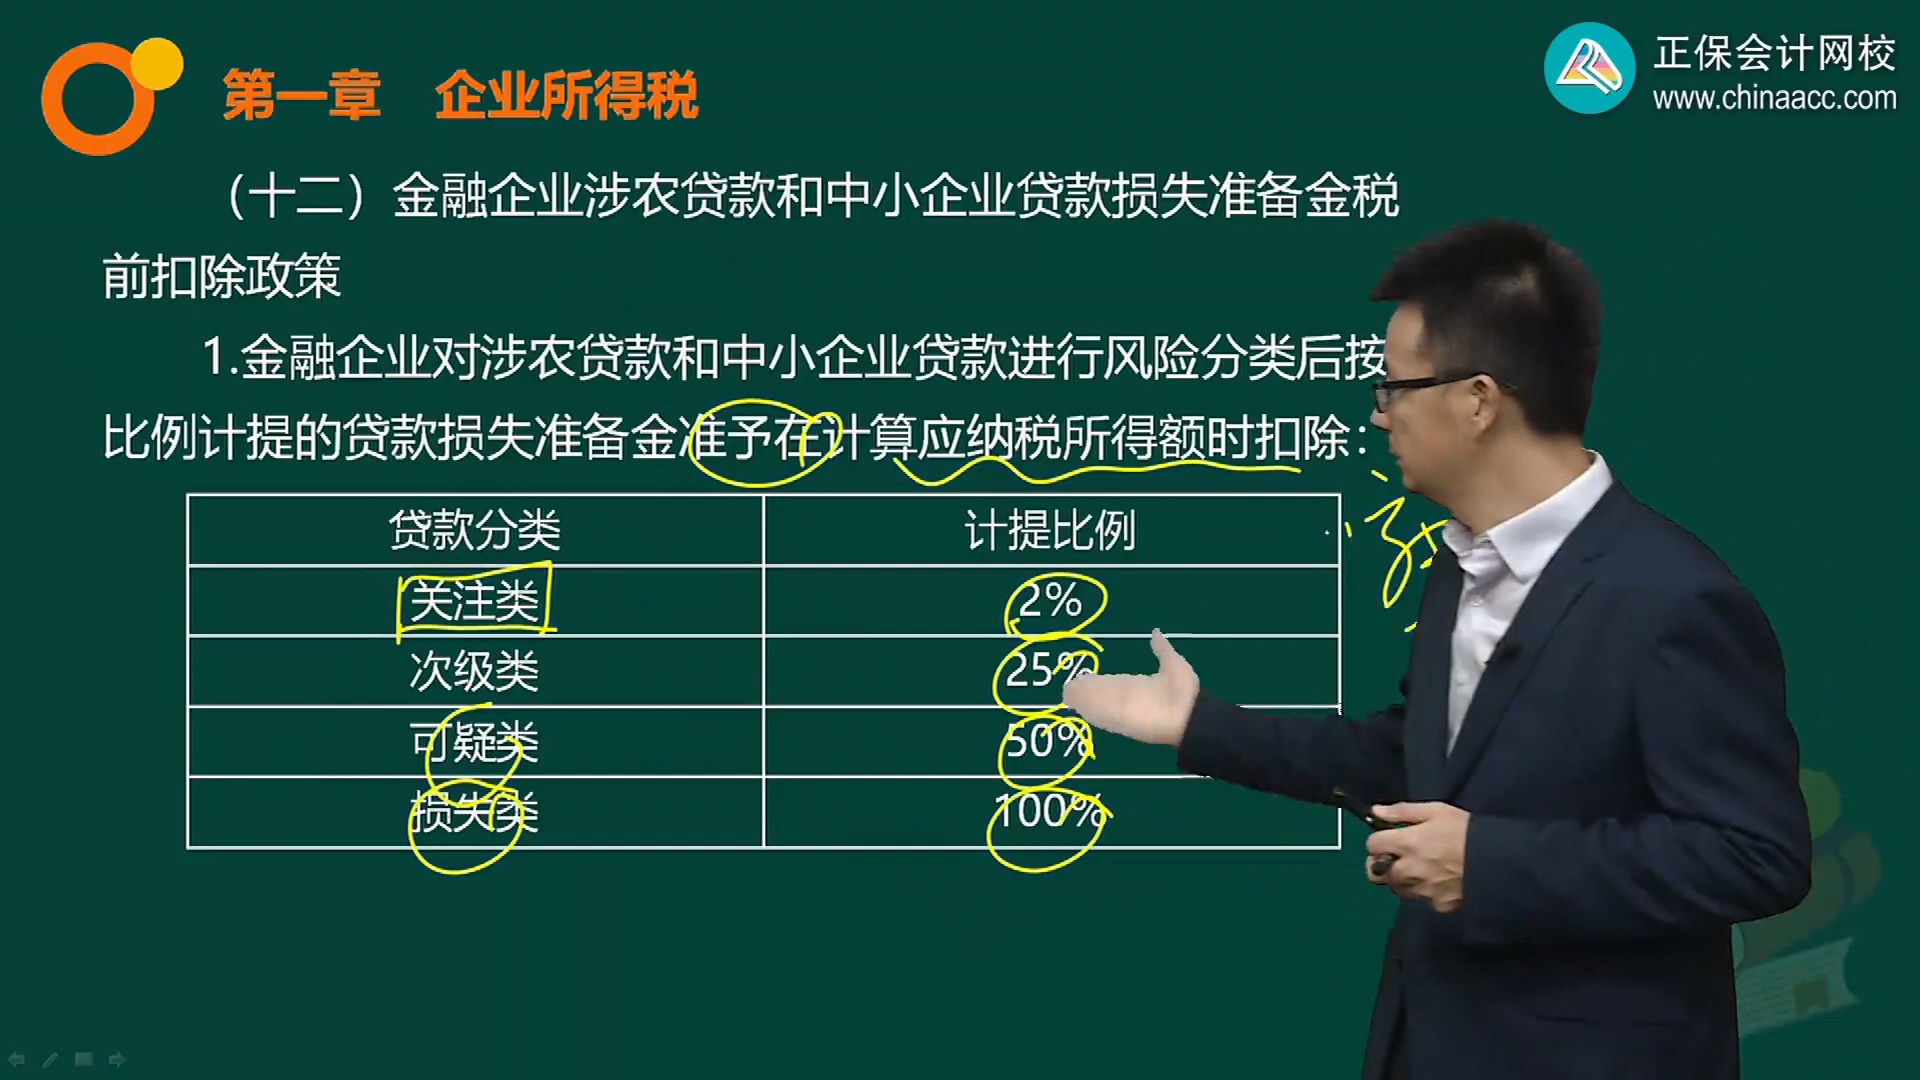 第一章 企业所得税
正保会计网校
www.chinaacc.com
（十二）金融企业涉农贷款和中小企业贷款损失准备金税
前扣除政策
1.金融企业对涉农贷款和中小企业贷款进行风险分类后按
比例计提的贷款损失准备金准予在计算应纳税所得额时扣除：
贷款分类 计提比例
关注类 2%
次级类 25%
可疑类 50%
损失类 100%